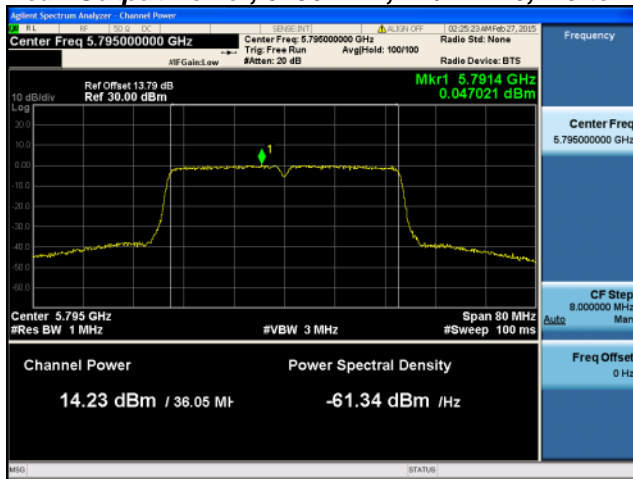 Agilent Spectrum Analyzer - Channel Power
RL RF 50 Ω DC SENSE:INT ALIGN OFF 02:25:23 AM Feb 27, 2015
Center Freq 5.795000000 GHz
Center Freq: 5.795000000 GHz
Radio Std: None
Trig: Free Run Avg|Hold: 100/100
#IFGain:Low #Atten: 20 dB Radio Device: BTS
Frequency
Mkr1 5.7914 GHz
0.047021 dBm
Ref Offset 13.79 dB
10 dB/div Ref 30.00 dBm
Log
20.0
10.0
0.00
-10.0
-20.0
-30.0
-40.0
-50.0
-60.0
1
Center 5.795 GHz Span 80 MHz
#Res BW 1 MHz #VBW 3 MHz #Sweep 100 ms
Center Freq
5.795000000 GHz
CF Step
8.000000 MHz
Auto Man
Freq Offset
0 Hz
Channel Power Power Spectral Density
14.23 dBm / 36.05 MH -61.34 dBm /Hz
MSG STATUS